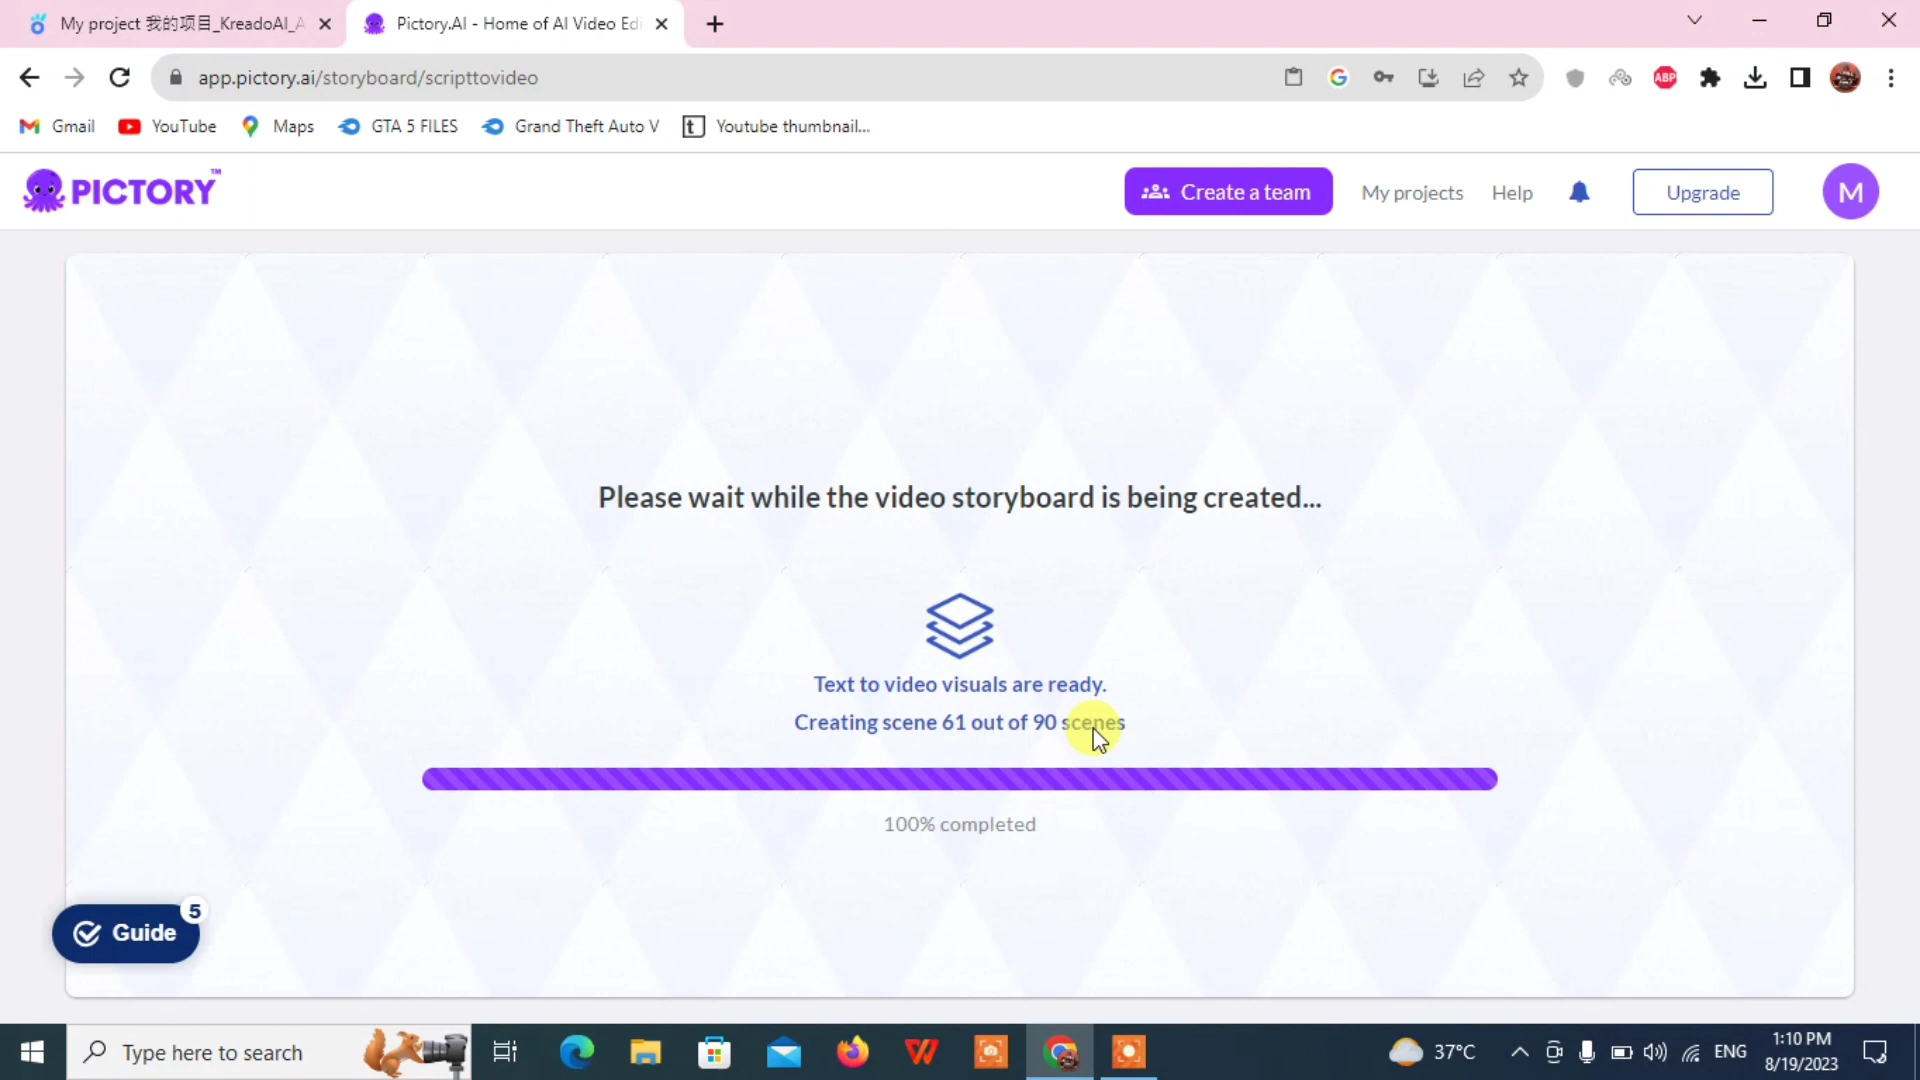 My project 我的项目_KreadoAI_A
Pictory.AI - Home of AI Video Edi
app.pictory.ai/storyboard/scripttovideo
ABP
Gmail
YouTube
Maps
GTA 5 FILES
Grand Theft Auto V
t
Youtube thumbnail...
PICTORY™
Create a team
My projects
Help
Upgrade
M
Please wait while the video storyboard is being created...
Text to video visuals are ready.
Creating scene 61 out of 90 scenes
100% completed
5
Guide
Type here to search
37°C
ENG
1:10 PM
8/19/2023